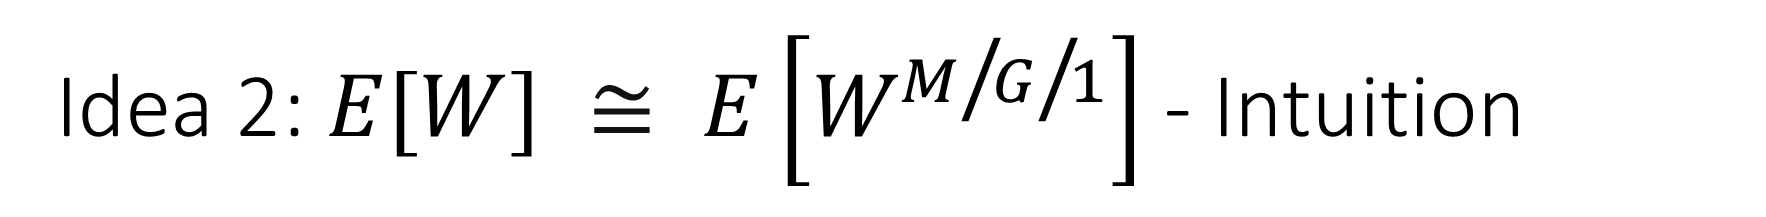 Idea 2: E[W] ≅ E[W^{M/G/1}] - Intuition